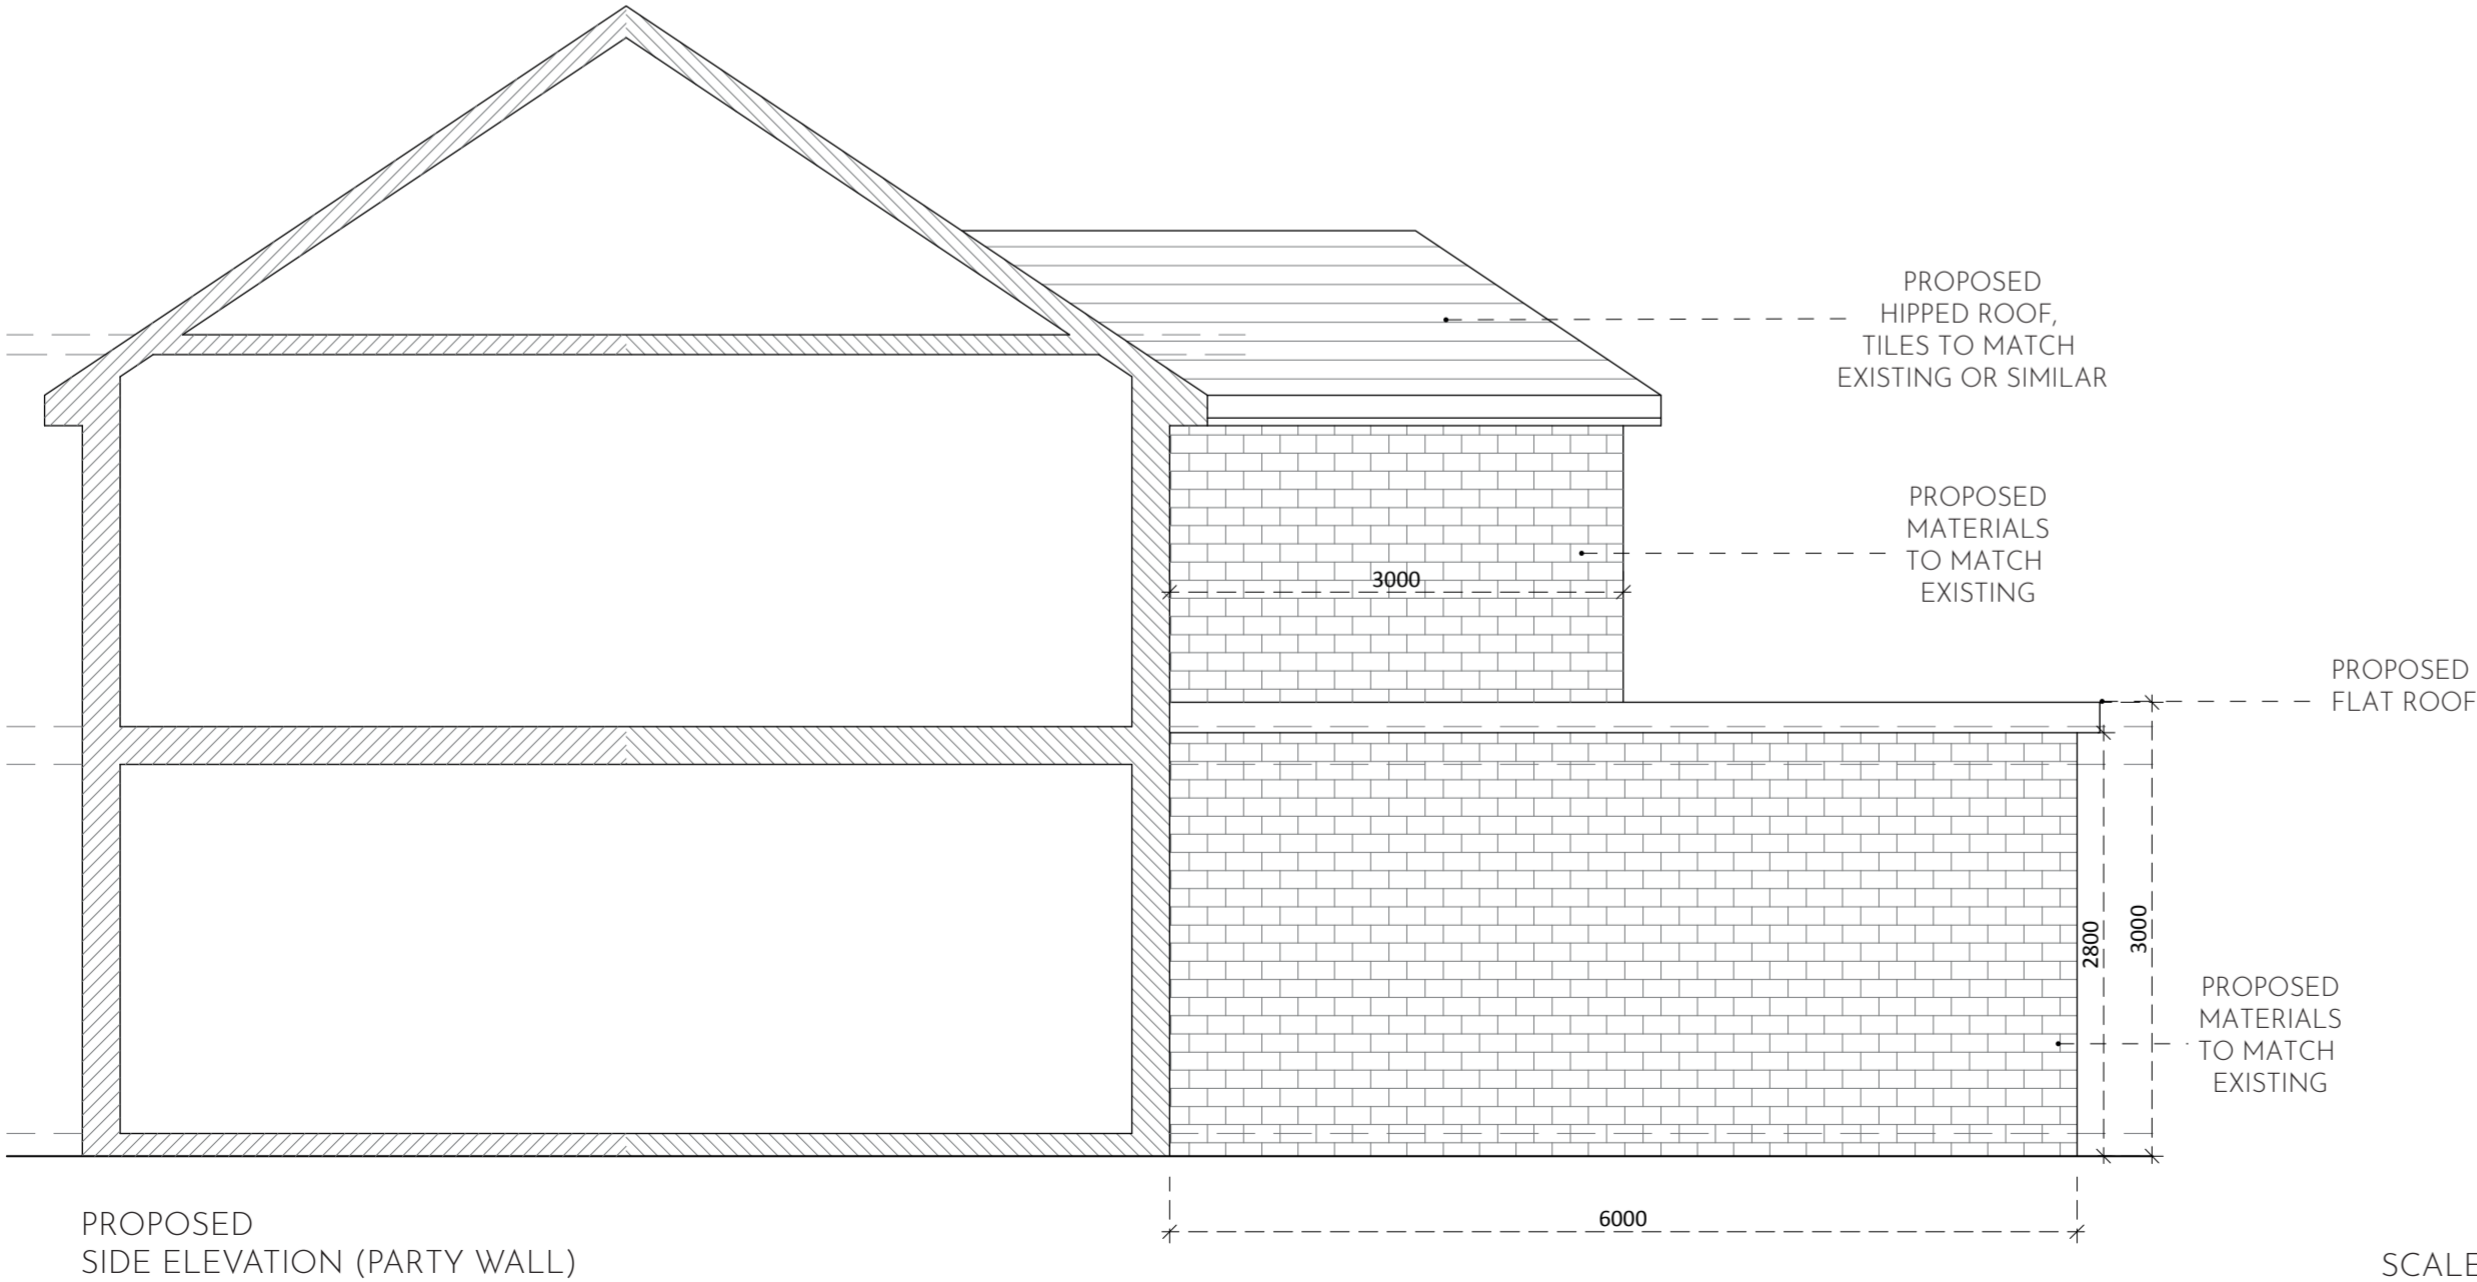 PROPOSED
HIPPED ROOF,
TILES TO MATCH
EXISTING OR SIMILAR
PROPOSED
MATERIALS
TO MATCH
EXISTING
3000
PROPOSED
FLAT ROOF
2800
3000
PROPOSED
MATERIALS
TO MATCH
EXISTING
6000
PROPOSED
SIDE ELEVATION (PARTY WALL)
SCALE